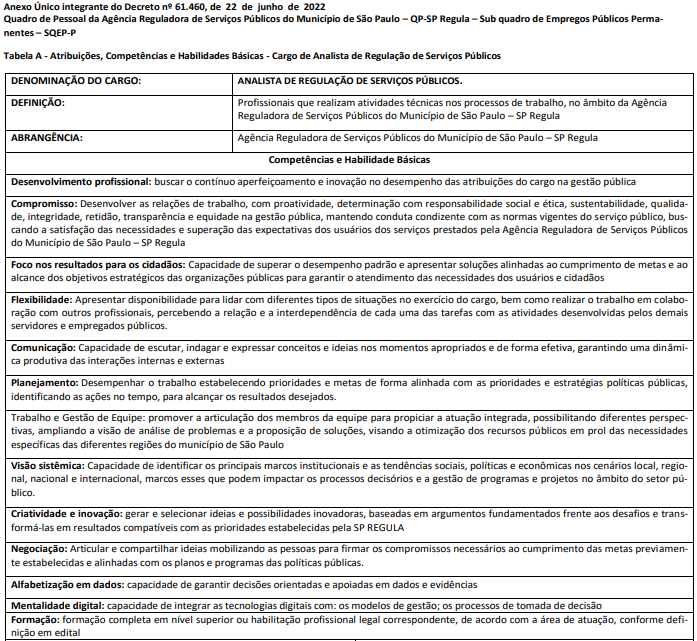 Anexo Único integrante do Decreto nº 61.460, de 22 de junho de 2022
Quadro de Pessoal da Agência Reguladora de Serviços Públicos do Município de São Paulo – QP-SP Regula – Sub quadro de Empregos Públicos Perma-
nentes – SQEP-P
Tabela A - Atribuições, Competências e Habilidades Básicas - Cargo de Analista de Regulação de Serviços Públicos
DENOMINAÇÃO DO CARGO: ANALISTA DE REGULAÇÃO DE SERVIÇOS PÚBLICOS.
DEFINIÇÃO: Profissionais que realizam atividades técnicas nos processos de trabalho, no âmbito da Agência
Reguladora de Serviços Públicos do Município de São Paulo – SP Regula
ABRANGÊNCIA: Agência Reguladora de Serviços Públicos do Município de São Paulo – SP Regula
Competências e Habilidade Básicas
Desenvolvimento profissional: buscar o contínuo aperfeiçoamento e inovação no desempenho das atribuições do cargo na gestão pública
Compromisso: Desenvolver as relações de trabalho, com proatividade, determinação com responsabilidade social e ética, sustentabilidade, qualida-
de, integridade, retidão, transparência e equidade na gestão pública, mantendo conduta condizente com as normas vigentes do serviço público, bus-
cando a satisfação das necessidades e superação das expectativas dos usuários dos serviços prestados pela Agência Reguladora de Serviços Públicos
do Município de São Paulo – SP Regula
Foco nos resultados para os cidadãos: Capacidade de superar o desempenho padrão e apresentar soluções alinhadas ao cumprimento de metas e ao
alcance dos objetivos estratégicos das organizações públicas para garantir o atendimento das necessidades dos usuários e cidadãos
Flexibilidade: Apresentar disponibilidade para lidar com diferentes tipos de situações no exercício do cargo, bem como realizar o trabalho em colabo-
ração com outros profissionais, percebendo a relação e a interdependência de cada uma das tarefas com as atividades desenvolvidas pelos demais
servidores e empregados públicos.
Comunicação: Capacidade de escutar, indagar e expressar conceitos e ideias nos momentos apropriados e de forma efetiva, garantindo uma dinâmi-
ca produtiva das interações internas e externas
Planejamento: Desempenhar o trabalho estabelecendo prioridades e metas de forma alinhada com as prioridades e estratégias políticas públicas,
identificando as ações no tempo, para alcançar os resultados desejados.
Trabalho e Gestão de Equipe: promover a articulação dos membros da equipe para propiciar a atuação integrada, possibilitando diferentes perspec-
tivas, ampliando a visão de análise de problemas e a proposição de soluções, visando a otimização dos recursos públicos em prol das necessidades
específicas das diferentes regiões do município de São Paulo
Visão sistêmica: Capacidade de identificar os principais marcos institucionais e as tendências sociais, políticas e econômicas nos cenários local, regio-
nal, nacional e internacional, marcos esses que podem impactar os processos decisórios e a gestão de programas e projetos no âmbito do setor pú-
blico.
Criatividade e inovação: gerar e selecionar ideias e possibilidades inovadoras, baseadas em argumentos fundamentados frente aos desafios e trans-
formá-las em resultados compatíveis com as prioridades estabelecidas pela SP REGULA
Negociação: Articular e compartilhar ideias mobilizando as pessoas para firmar os compromissos necessários ao cumprimento das metas previamen-
te estabelecidas e alinhadas com os planos e programas das políticas públicas.
Alfabetização em dados: capacidade de garantir decisões orientadas e apoiadas em dados e evidências
Mentalidade digital: capacidade de integrar as tecnologias digitais com: os modelos de gestão; os processos de tomada de decisão
Formação: formação completa em nível superior ou habilitação profissional legal correspondente, de acordo com a área de atuação, conforme defi-
nição em edital